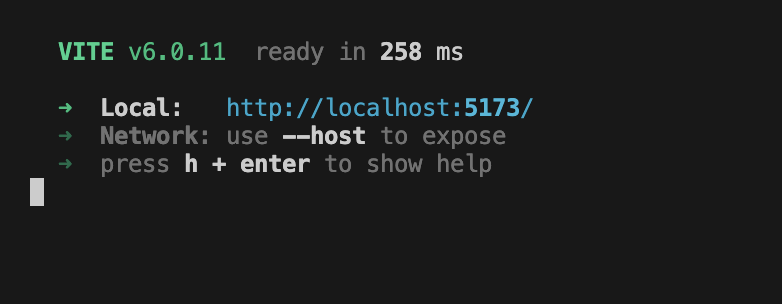 VITE v6.0.11  ready in 258 ms
➜  Local:   http://localhost:5173/
➜  Network: use --host to expose
➜  press h + enter to show help